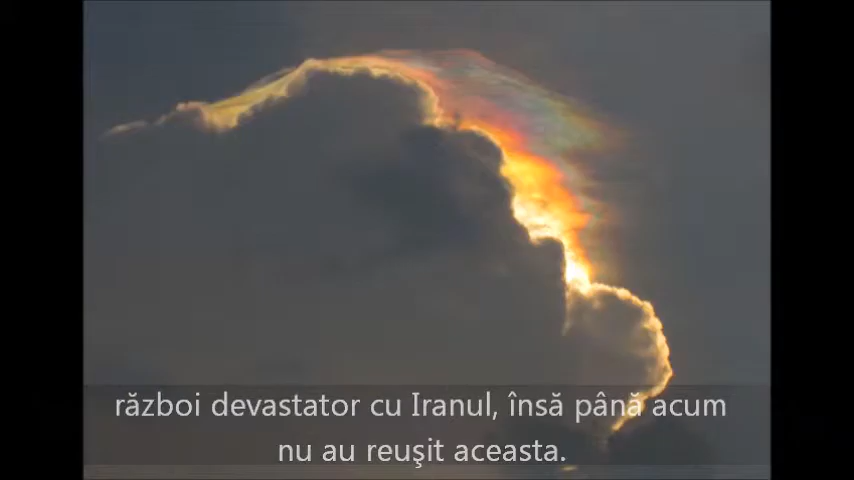 război devastator cu Iranul, însă până acum
nu au reuşit aceasta.